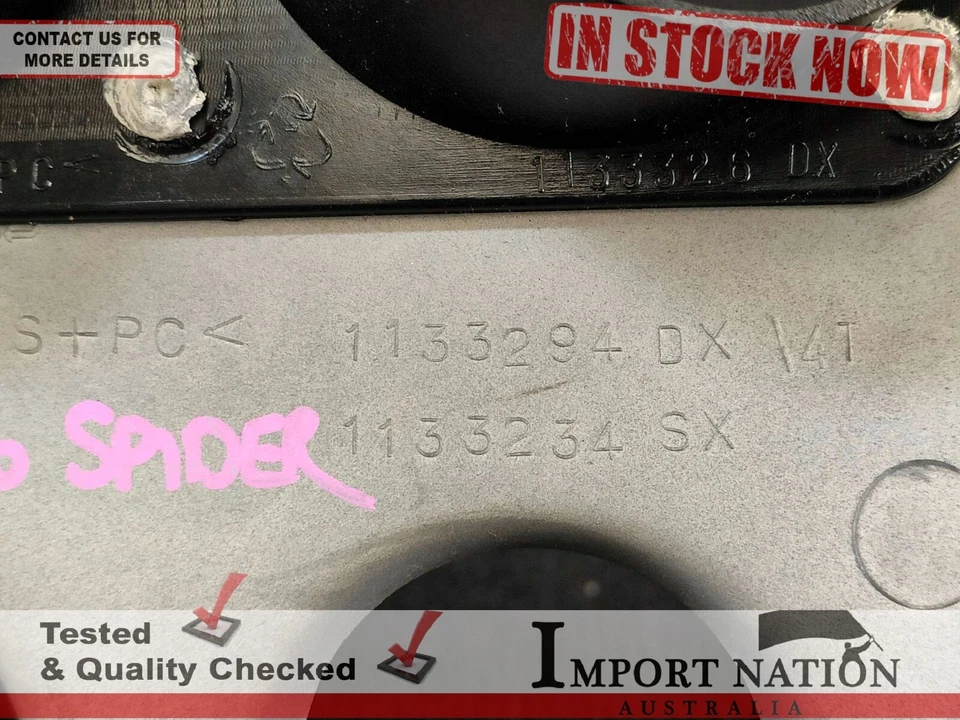 CONTACT US FOR
MORE DETAILS
IN STOCK NOW
PC<
1133326 DX
S+PC< 1133294 DX \4T
SPIDER 1133234 SX
Tested
& Quality Checked
IMPORT NATION
AUSTRALIA